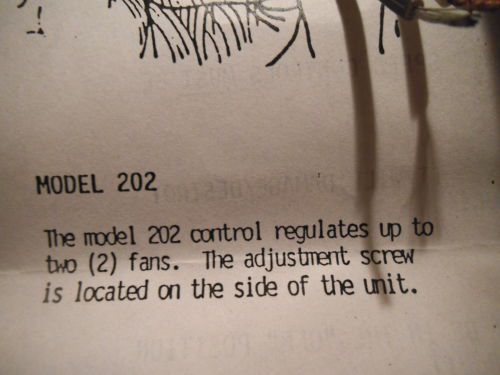 MODEL 202
The model 202 control regulates up to
two (2) fans. The adjustment screw
is located on the side of the unit.